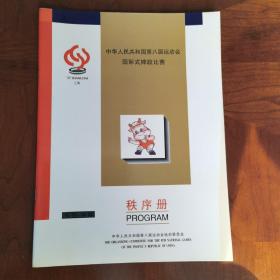 中华人民共和国第八届运动会
国际式摔跤比赛
上海
秩序册
PROGRAM
中华人民共和国第八届运动会组织委员会
THE ORGANIZING COMMITTEE FOR THE 8TH NATIONAL GAMES
OF THE PEOPLE'S REPUBLIC OF CHINA